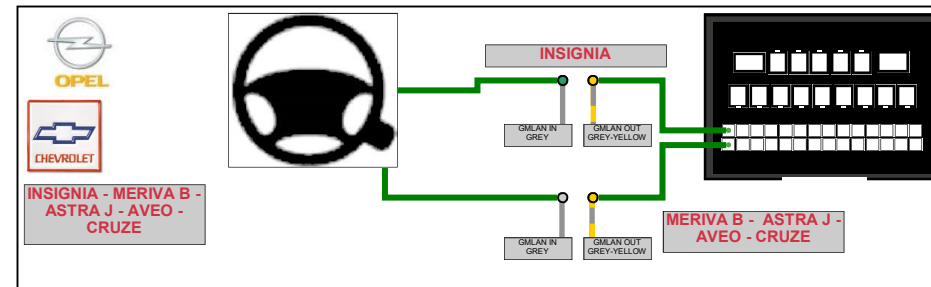 OPEL
CHEVROLET
INSIGNIA - MERIVA B -
ASTRA J - AVEO -
CRUZE
INSIGNIA
GMLAN IN
GREY
GMLAN OUT
GREY-YELLOW
GMLAN IN
GREY
GMLAN OUT
GREY-YELLOW
MERIVA B - ASTRA J -
AVEO - CRUZE